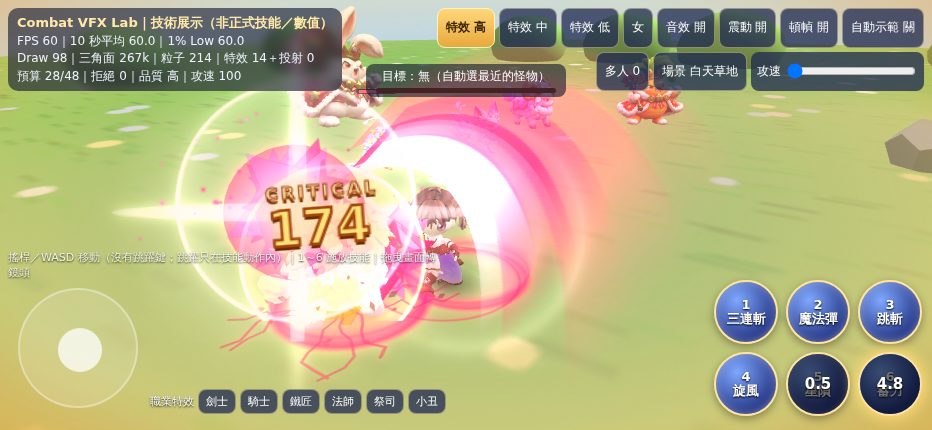 Combat VFX Lab｜技術展示（非正式技能／數值）
FPS 60｜10 秒平均 60.0｜1% Low 60.0
Draw 98｜三角面 267k｜粒子 214｜特效 14＋投射 0
預算 28/48｜拒絕 0｜品質 高｜攻速 100
特效 高
特效 中
特效 低
女
音效 開
震動 開
頓幀 開
自動示範 關
多人 0
場景 白天草地
攻速
目標：無（自動選最近的怪物）
CRITICAL
174
搖桿／WASD 移動（沒有跳躍鍵；跳躍只在技能動作內）｜1～6 施放技能｜拖曳畫面轉
鏡頭
1
三連斬
2
魔法彈
3
跳斬
4
旋風
0.5
4.8
職業特效
劍士
騎士
鐵匠
法師
祭司
小丑